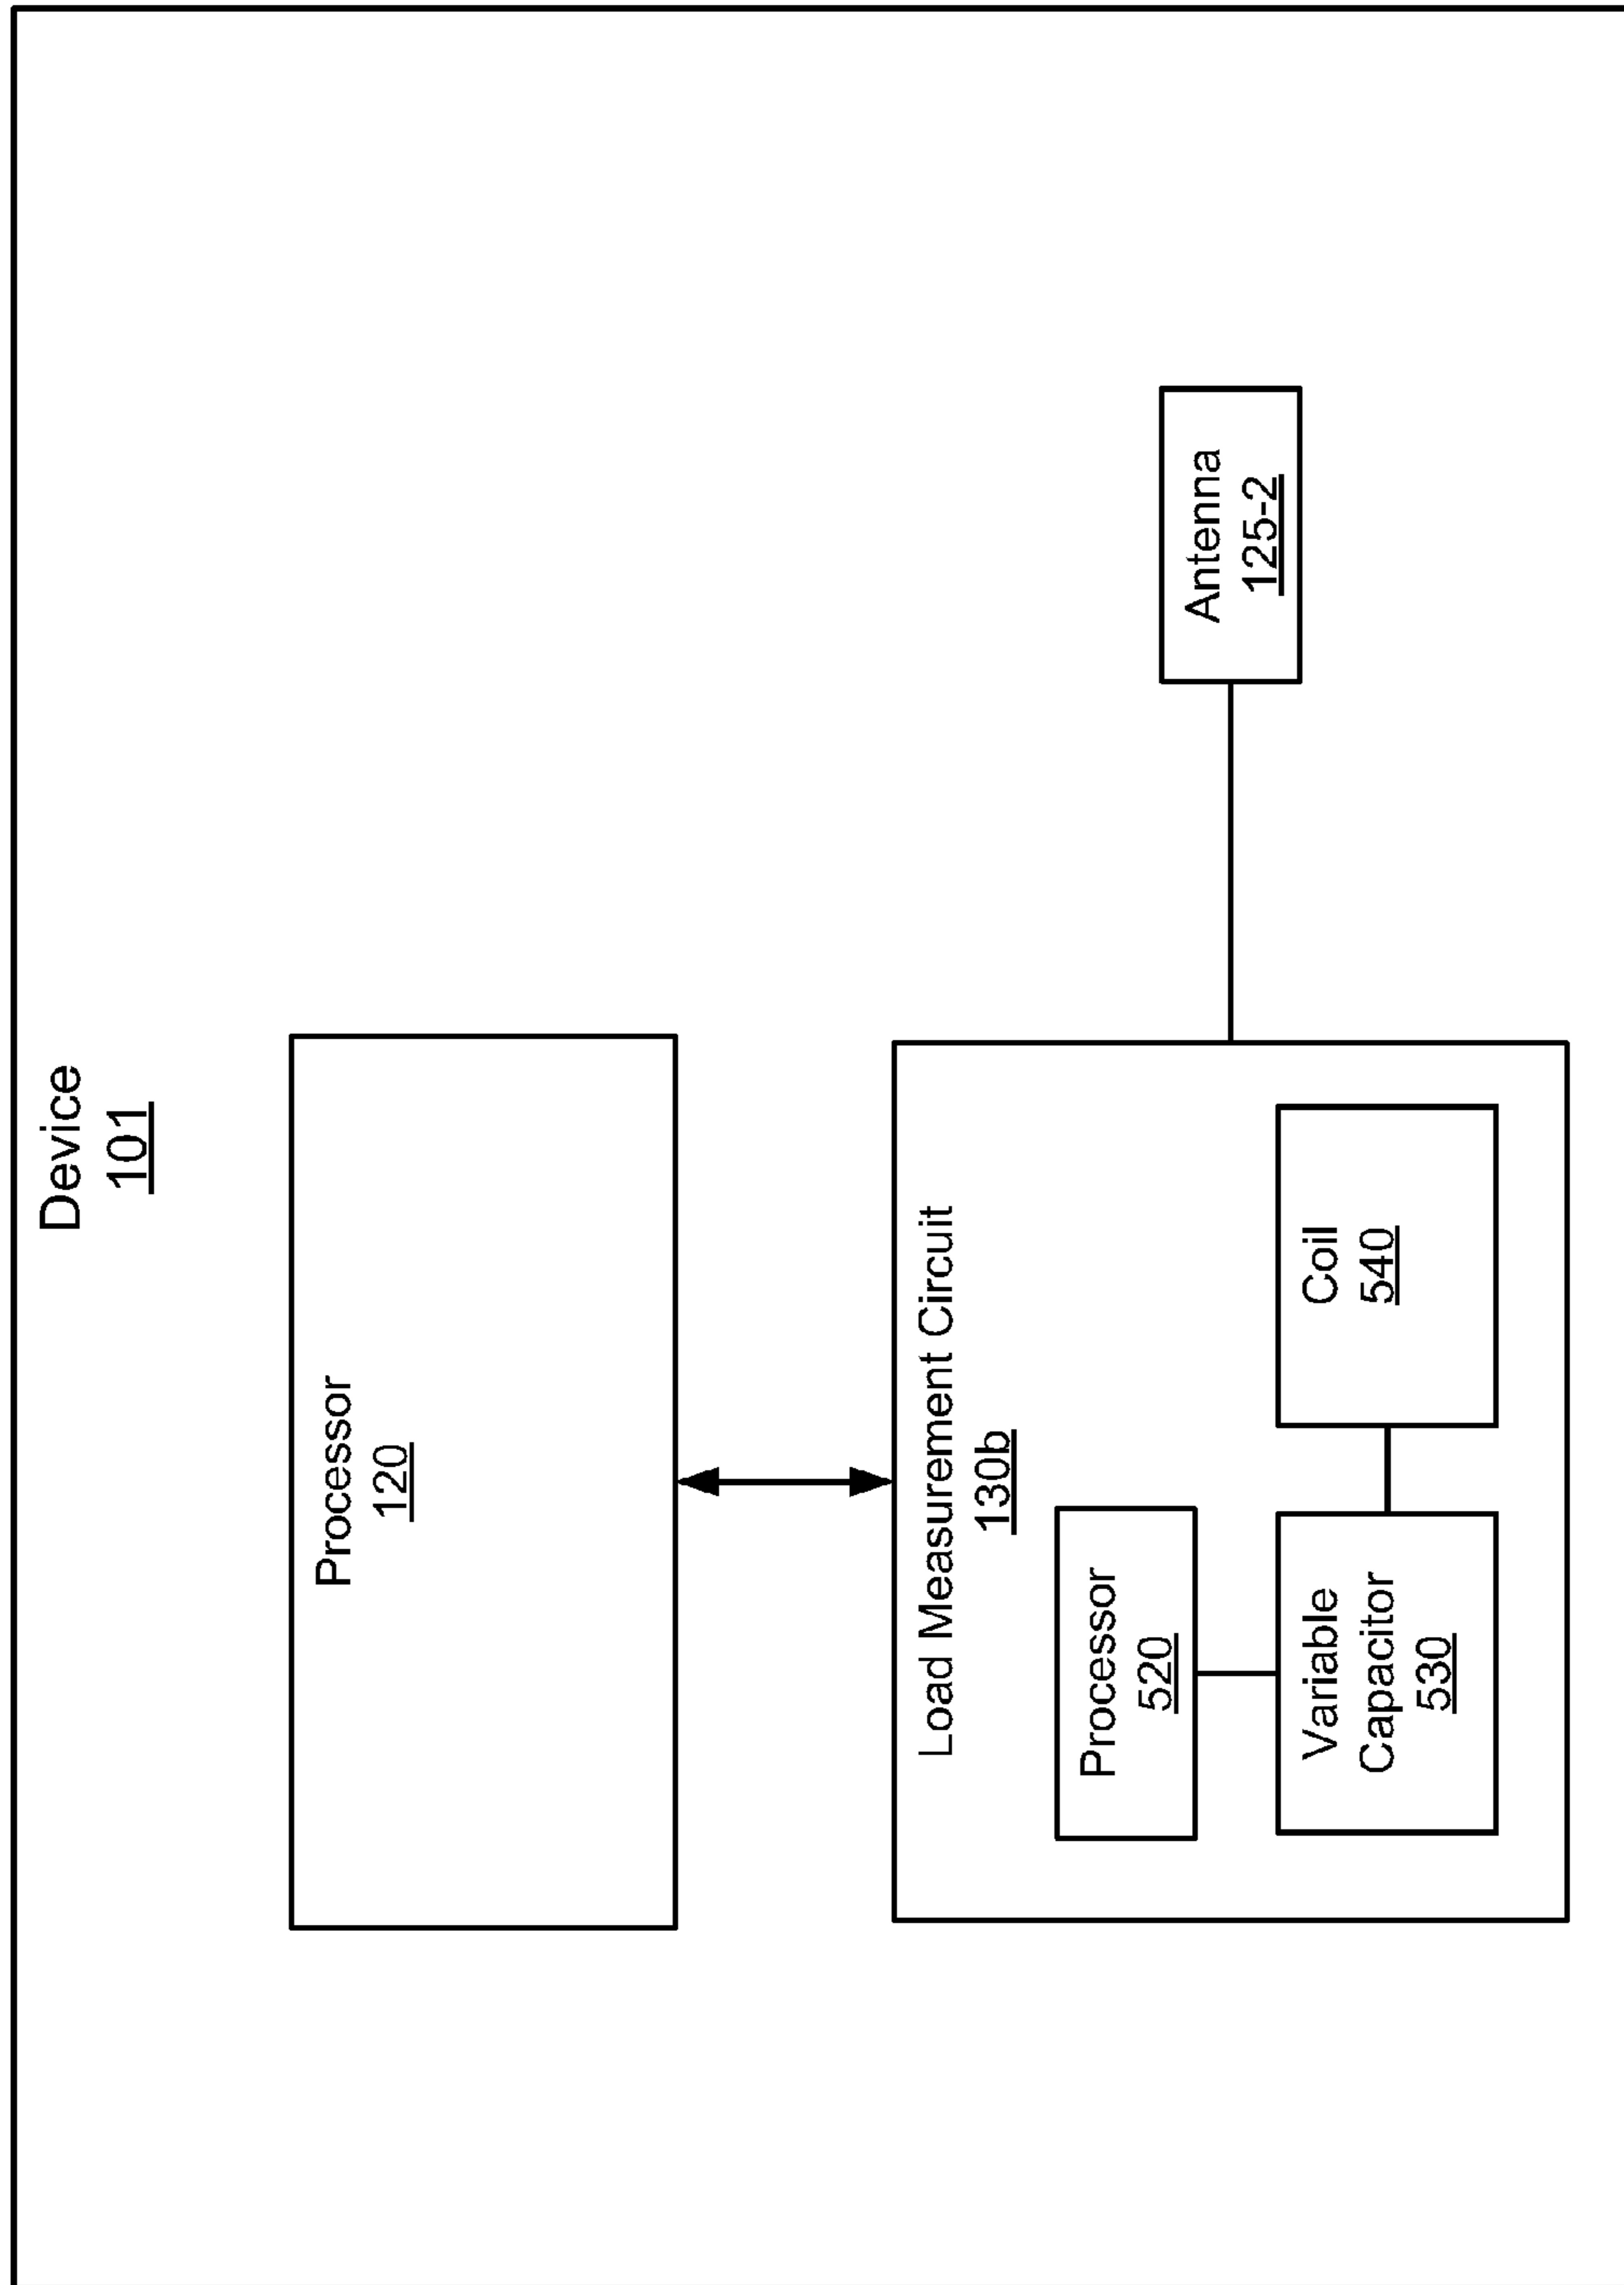 Device
101
Processor
120
Load Measurement Circuit
130b
Processor
520
Variable
Capacitor
530
Coil
540
Antenna
125-2